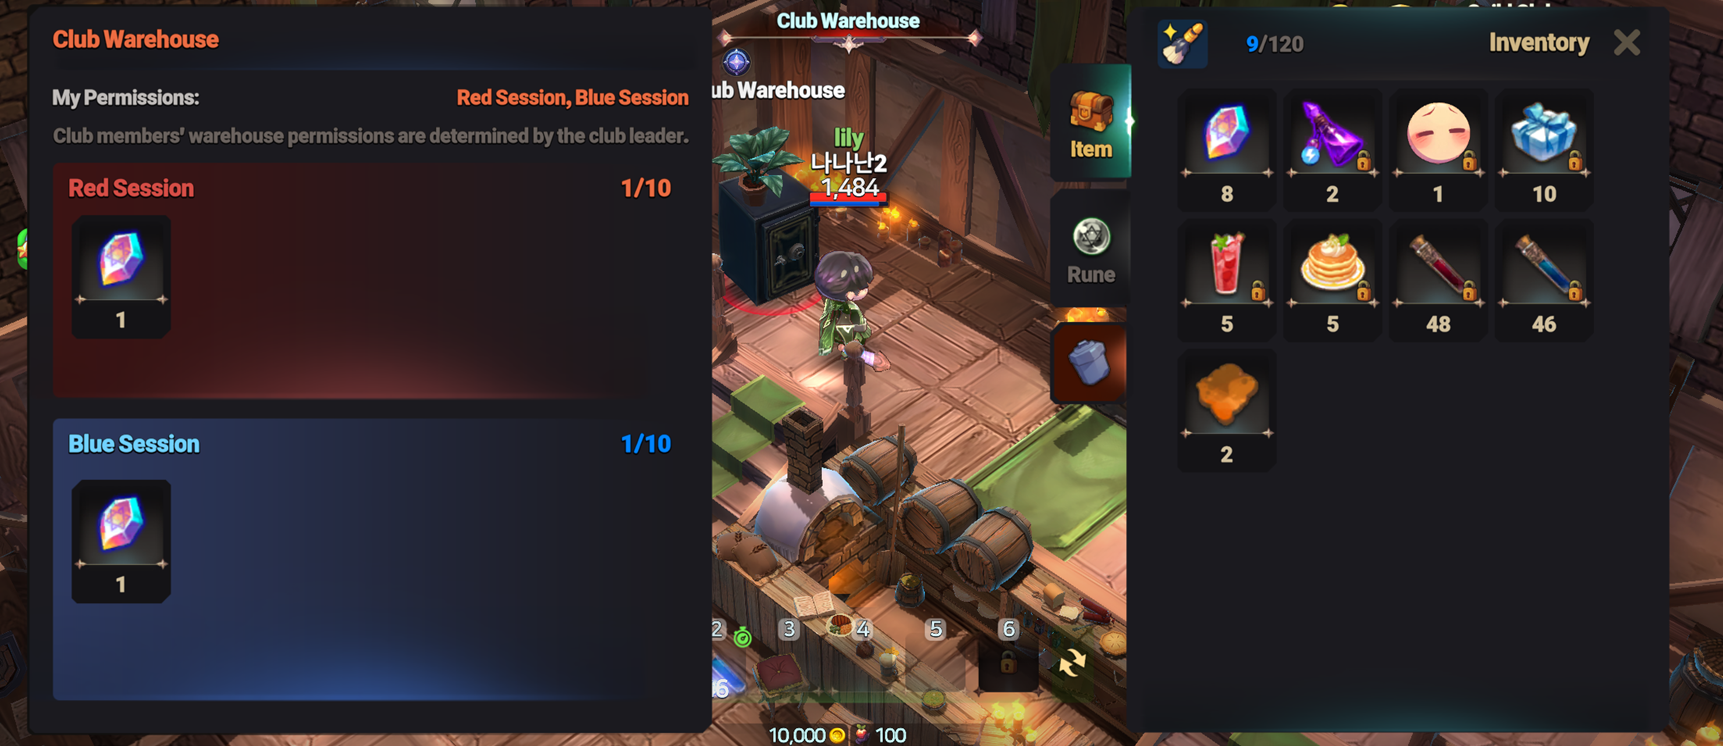 Club Warehouse
My Permissions:
Red Session, Blue Session
Club members' warehouse permissions are determined by the club leader.
Red Session
1/10
1
Blue Session
1/10
1
Club Warehouse
ub Warehouse
lily
나나난2
1,484
2
3
4
5
6
6
10,000
100
Item
Rune
9/120
Inventory
8
2
1
10
5
5
48
46
2